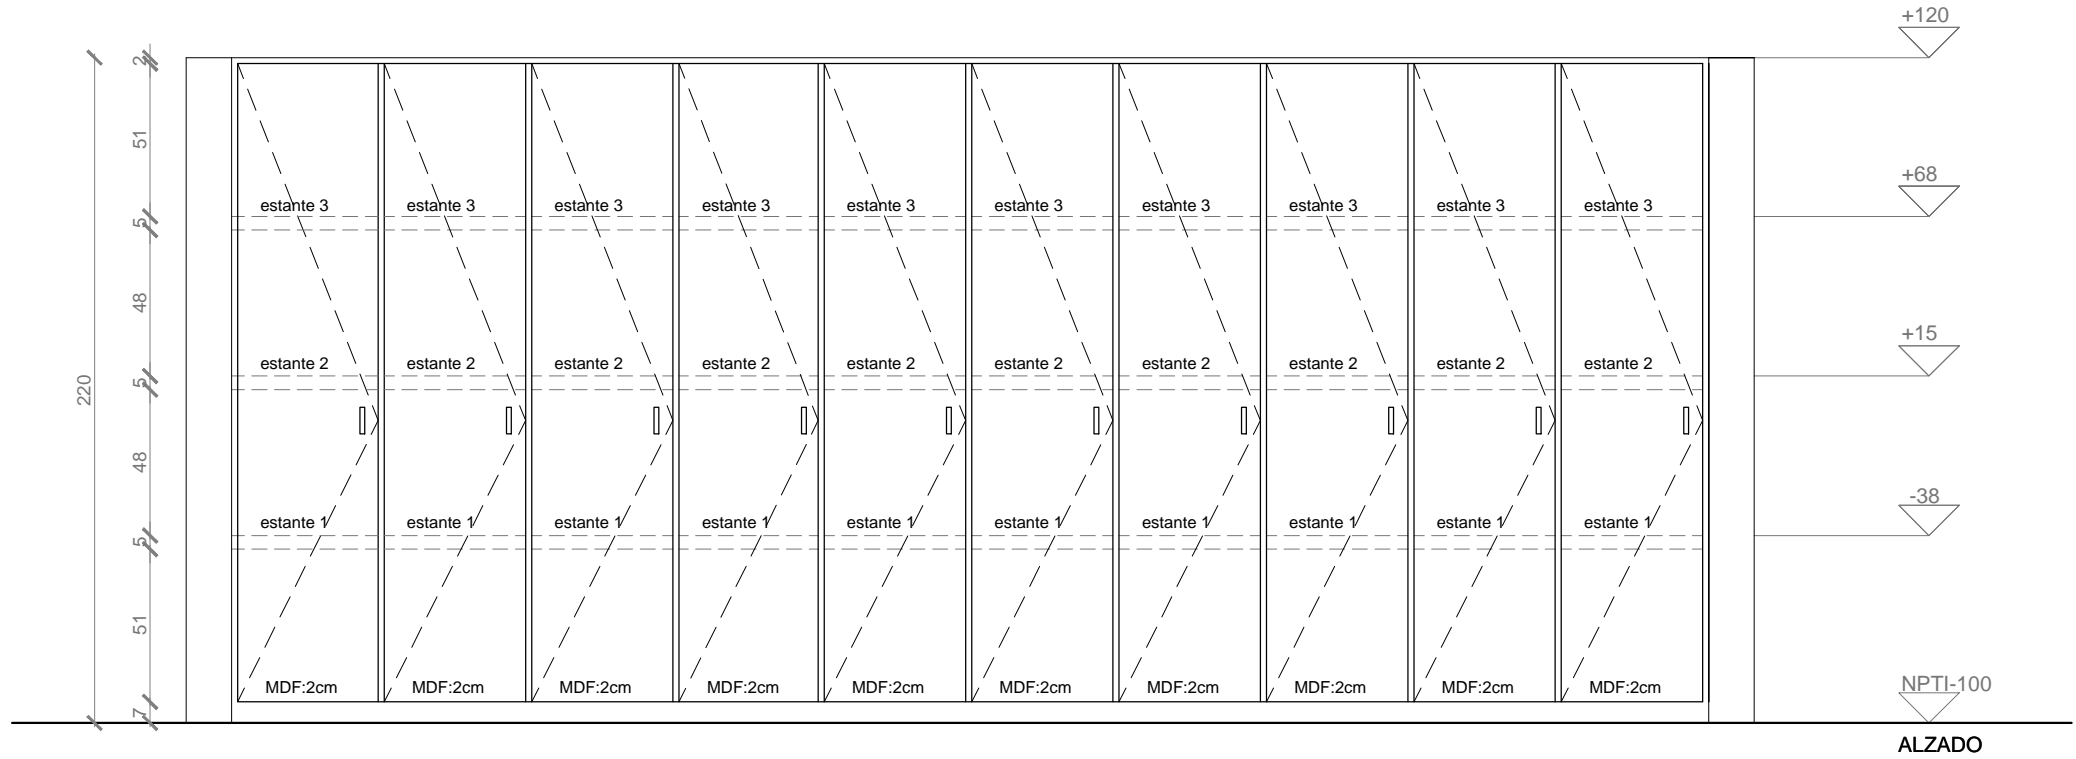 +120
2
51
+68
estante 3 estante 3 estante 3 estante 3 estante 3 estante 3 estante 3 estante 3 estante 3 estante 3
5
48
+15
estante 2 estante 2 estante 2 estante 2 estante 2 estante 2 estante 2 estante 2 estante 2 estante 2
5
220
48
-38
estante 1 estante 1 estante 1 estante 1 estante 1 estante 1 estante 1 estante 1 estante 1 estante 1
5
51
MDF:2cm MDF:2cm MDF:2cm MDF:2cm MDF:2cm MDF:2cm MDF:2cm MDF:2cm MDF:2cm MDF:2cm
NPTI-100
7
ALZADO